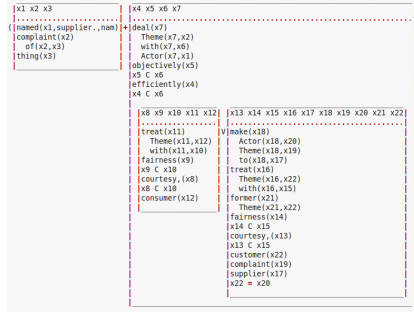 x1 x2 x3
(named(x1,supplier.,nam)+
complaint(x2)
of(x2,x3)
thing(x3)
x4 x5 x6 x7
deal(x7)
Theme(x7,x2)
with(x7,x6)
Actor(x7,x1)
objectively(x5)
x5 C x6
efficiently(x4)
x4 C x6
x8 x9 x10 x11 x12
treat(x11)
Theme(x11,x12)
with(x11,x10)
fairness(x9)
x9 C x10
courtesy,(x8)
x8 C x10
consumer(x12)
V
x13 x14 x15 x16 x17 x18 x19 x20 x21 x22
make(x18)
Actor(x18,x20)
Theme(x18,x19)
to(x18,x17)
treat(x16)
Theme(x16,x22)
with(x16,x15)
former(x21)
Theme(x21,x22)
fairness(x14)
x14 C x15
courtesy,(x13)
x13 C x15
customer(x22)
complaint(x19)
supplier(x17)
x22 = x20